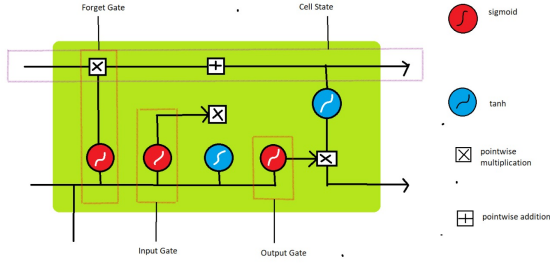 Forget Gate
Cell State
sigmoid
tanh
pointwise
multiplication
pointwise addition
Input Gate
Output Gate